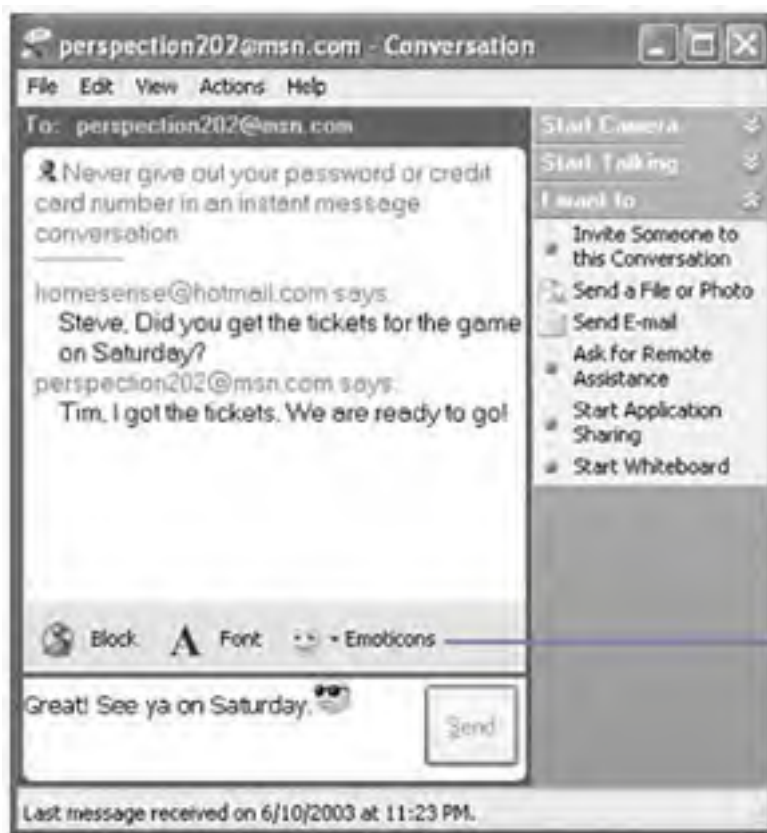 perspection202@msn.com - Conversation
File Edit View Actions Help
To: perspection202@msn.com
Never give out your password or credit
card number in an instant message
conversation
homesense@hotmail.com says:
Steve, Did you get the tickets for the game
on Saturday?
perspection202@msn.com says:
Tim, I got the tickets. We are ready to go!
Block A Font Emoticons
Great! See ya on Saturday.
Send
Last message received on 6/10/2003 at 11:23 PM.
Start Camera
Start Talking
I want to
Invite Someone to
this Conversation
Send a File or Photo
Send E-mail
Ask for Remote
Assistance
Start Application
Sharing
Start Whiteboard